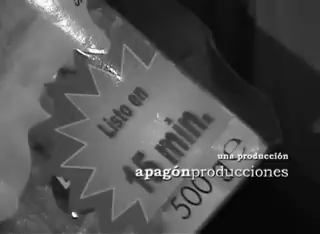 Listo en
15 min.
500 g e
una producción
apagónproducciones